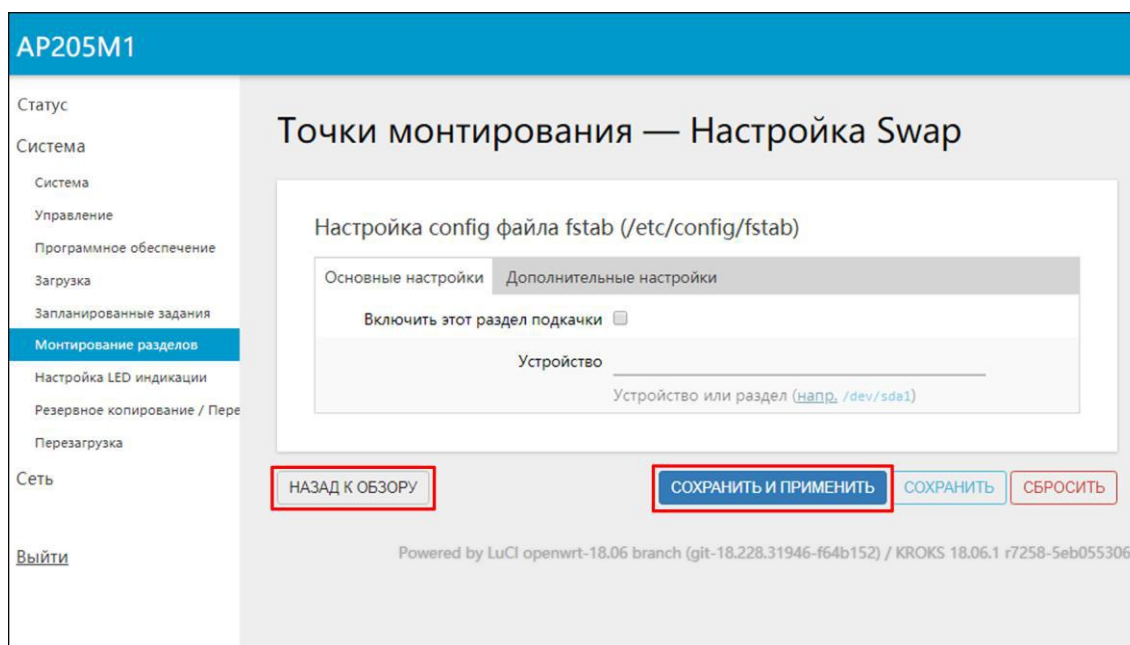 AP205M1
Статус
Система
Система
Управление
Программное обеспечение
Загрузка
Запланированные задания
Монтирование разделов
Настройка LED индикации
Резервное копирование / Пере
Перезагрузка
Сеть
Выйти
Точки монтирования — Настройка Swap
Настройка config файла fstab (/etc/config/fstab)
Основные настройки Дополнительные настройки
Включить этот раздел подкачки
Устройство
Устройство или раздел (напр. /dev/sda1)
НАЗАД К ОБЗОРУ СОХРАНИТЬ И ПРИМЕНИТЬ СОХРАНИТЬ СБРОСИТЬ
Powered by LuCI openwrt-18.06 branch (git-18.228.31946-f64b152) / KROKS 18.06.1 r7258-5eb055306